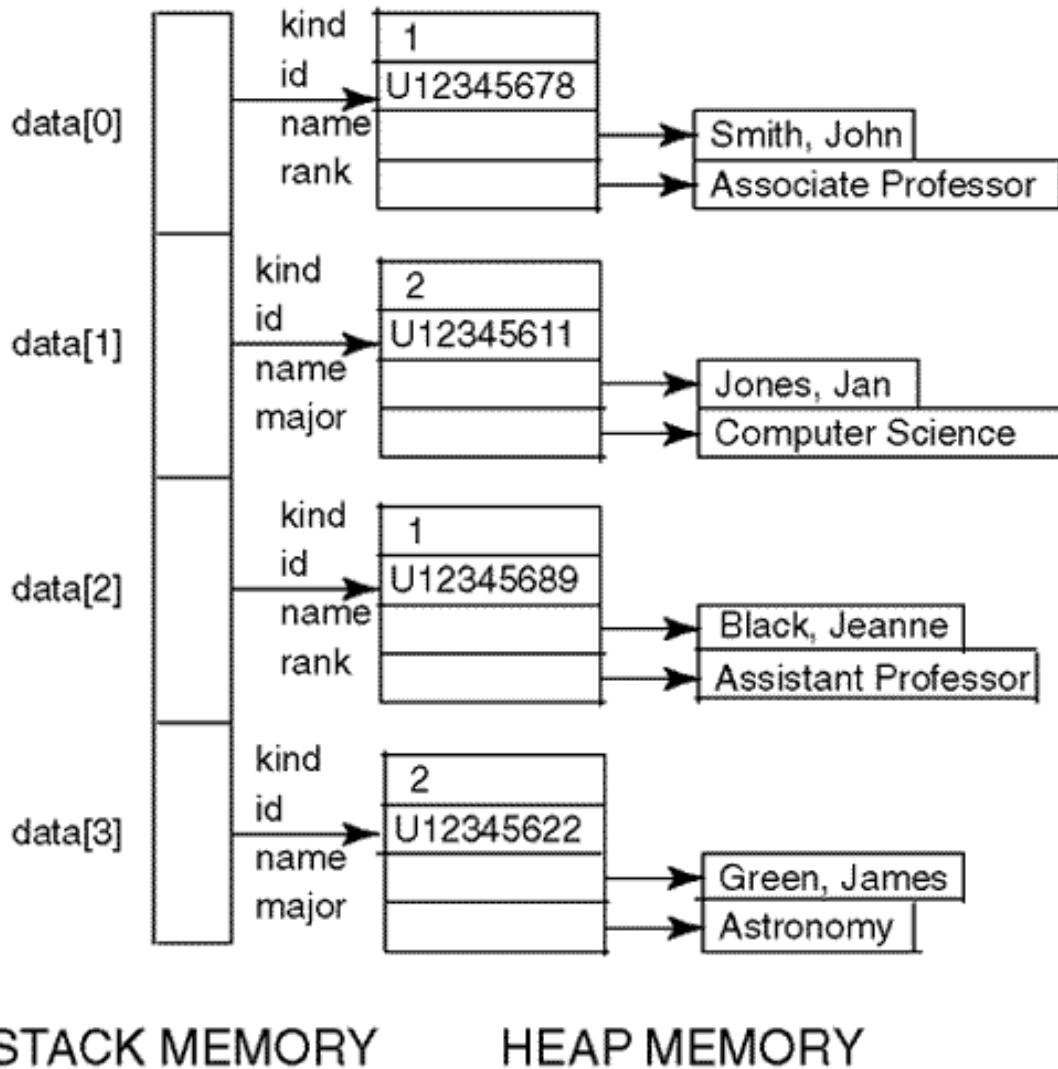 kind 1
id U12345678
data[0]
name Smith, John
rank Associate Professor
kind 2
id U12345611
data[1]
name Jones, Jan
major Computer Science
kind 1
id U12345689
data[2]
name Black, Jeanne
rank Assistant Professor
kind 2
id U12345622
data[3]
name Green, James
major Astronomy
STACK MEMORY HEAP MEMORY